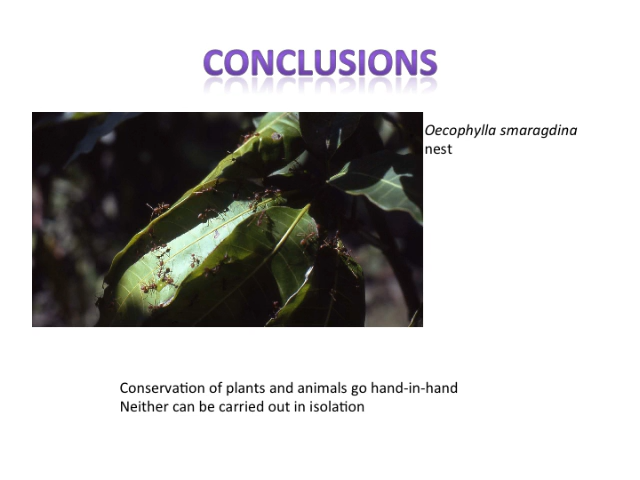 CONCLUSIONS
Oecophylla smaragdina
nest
Conservation of plants and animals go hand-in-hand
Neither can be carried out in isolation